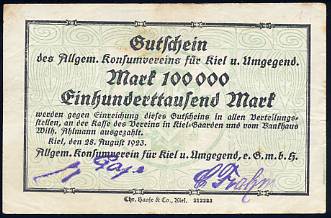 Gutschein
des Allgem. Konsumvereins für Kiel u. Umgegend.
Mark 100000
Einhunderttausend Mark
werden gegen Einreichung dieses Gutscheins in allen Verteilungs-
stellen, an der Kasse des Vereins in Kiel-Gaarden und vom Bankhaus
Wilh. Ahlmann ausgezahlt.
Kiel, den 28. August 1923.
Allgem. Konsumverein für Kiel u. Umgegend, e. G. m. b. H.
Chr. Haase & Co., Kiel.